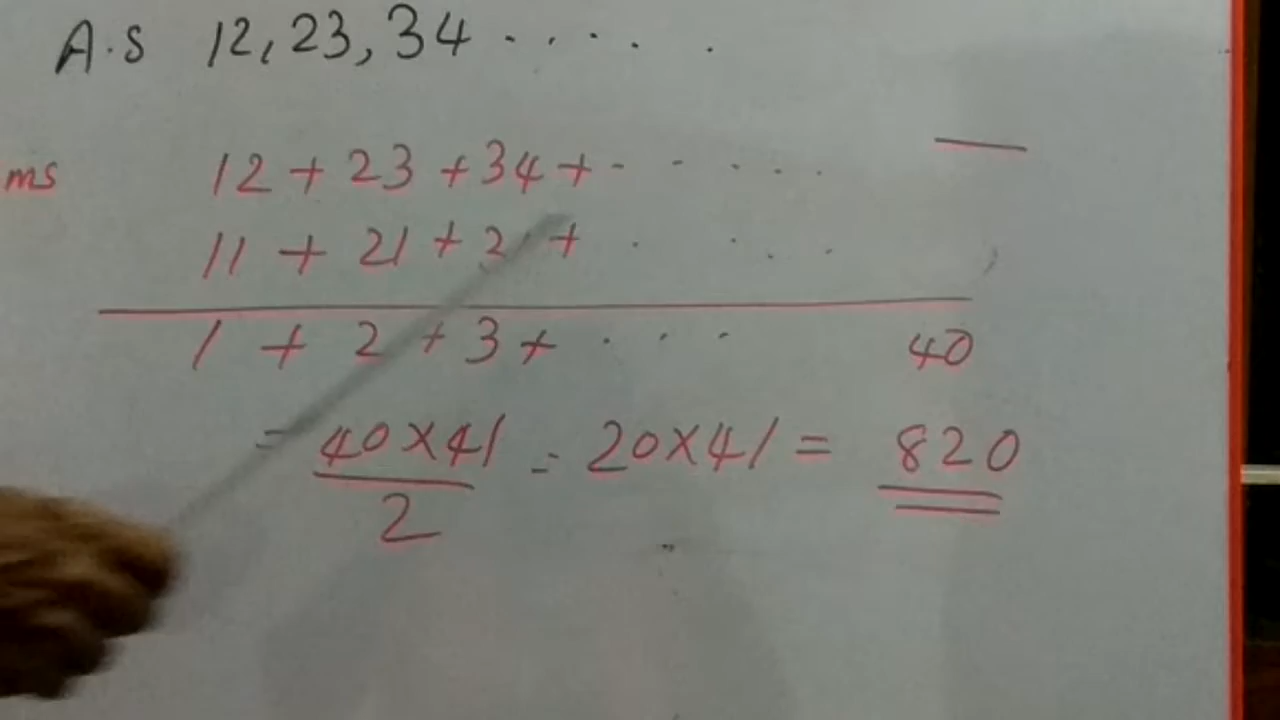 A.S 12, 23, 34 . . . . .
ms 12 + 23 + 34 + - - . . .
11 + 21 + + . . . .
1 + 2 + 3 + . . . 40
= 40 × 41 / 2 = 20 × 41 = 820